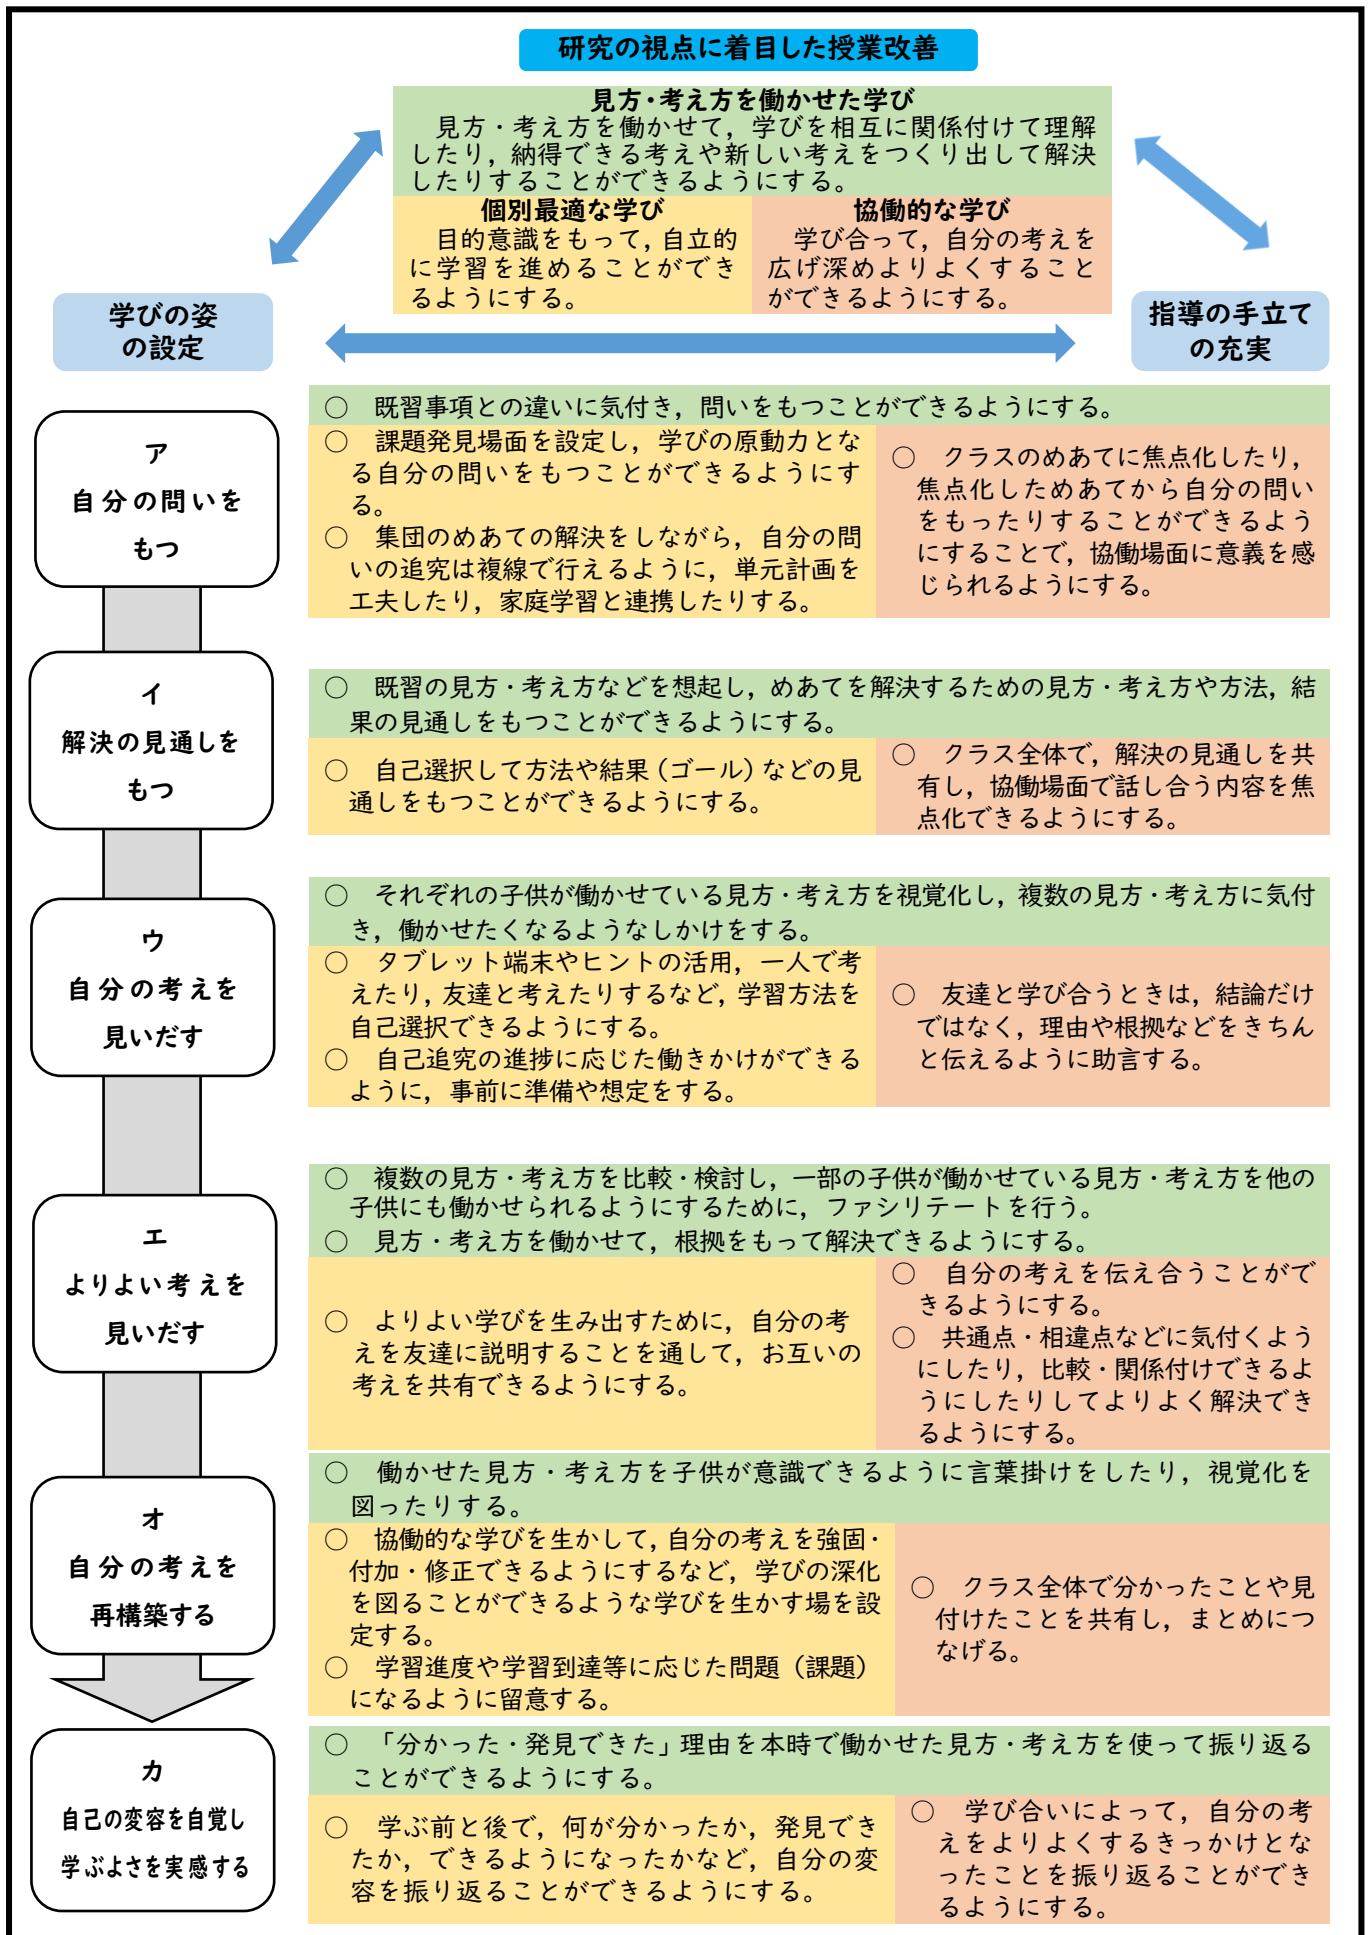 研究の視点に着目した授業改善
見方・考え方を働かせた学び
見方・考え方を働かせて，学びを相互に関係付けて理解
したり，納得できる考えや新しい考えをつくり出して解決
したりすることができるようにする。
個別最適な学び
目的意識をもって，自立的
に学習を進めることができ
るようにする。
協働的な学び
学び合って，自分の考えを
広げ深めよりよくすること
ができるようにする。
学びの姿
の設定
指導の手立て
の充実
ア
自分の問いを
もつ
○　既習事項との違いに気付き，問いをもつことができるようにする。
○　課題発見場面を設定し，学びの原動力とな
る自分の問いをもつことができるようにす
る。
○　集団のめあての解決をしながら，自分の問
いの追究は複線で行えるように，単元計画を
工夫したり，家庭学習と連携したりする。
○　クラスのめあてに焦点化したり，
焦点化しためあてから自分の問い
をもったりすることができるよう
にすることで，協働場面に意義を感
じられるようにする。
イ
解決の見通しを
もつ
○　既習の見方・考え方などを想起し，めあてを解決するための見方・考え方や方法，結
果の見通しをもつことができるようにする。
○　自己選択して方法や結果（ゴール）などの見
通しをもつことができるようにする。
○　クラス全体で，解決の見通しを共
有し，協働場面で話し合う内容を焦
点化できるようにする。
ウ
自分の考えを
見いだす
○　それぞれの子供が働かせている見方・考え方を視覚化し，複数の見方・考え方に気付
き，働かせたくなるようなしかけをする。
○　タブレット端末やヒントの活用，一人で考
えたり，友達と考えたりするなど，学習方法を
自己選択できるようにする。
○　自己追究の進捗に応じた働きかけができる
ように，事前に準備や想定をする。
○　友達と学び合うときは，結論だけ
ではなく，理由や根拠などをきちん
と伝えるように助言する。
エ
よりよい考えを
見いだす
○　複数の見方・考え方を比較・検討し，一部の子供が働かせている見方・考え方を他の
子供にも働かせられるようにするために，ファシリテートを行う。
○　見方・考え方を働かせて，根拠をもって解決できるようにする。
○　よりよい学びを生み出すために，自分の考
えを友達に説明することを通して，お互いの
考えを共有できるようにする。
○　自分の考えを伝え合うことがで
きるようにする。
○　共通点・相違点などに気付くよう
にしたり，比較・関係付けできるよ
うにしたりしてよりよく解決でき
るようにする。
オ
自分の考えを
再構築する
○　働かせた見方・考え方を子供が意識できるように言葉掛けをしたり，視覚化を
図ったりする。
○　協働的な学びを生かして，自分の考えを強固・
付加・修正できるようにするなど，学びの深化
を図ることができるような学びを生かす場を設
定する。
○　学習進度や学習到達等に応じた問題（課題）
になるように留意する。
○　クラス全体で分かったことや見
付けたことを共有し，まとめにつ
なげる。
カ
自己の変容を自覚し
学ぶよさを実感する
○　「分かった・発見できた」理由を本時で働かせた見方・考え方を使って振り返る
ことができるようにする。
○　学ぶ前と後で，何が分かったか，発見でき
たか，できるようになったかなど，自分の変
容を振り返ることができるようにする。
○　学び合いによって，自分の考
えをよりよくするきっかけとな
ったことを振り返ることができ
るようにする。